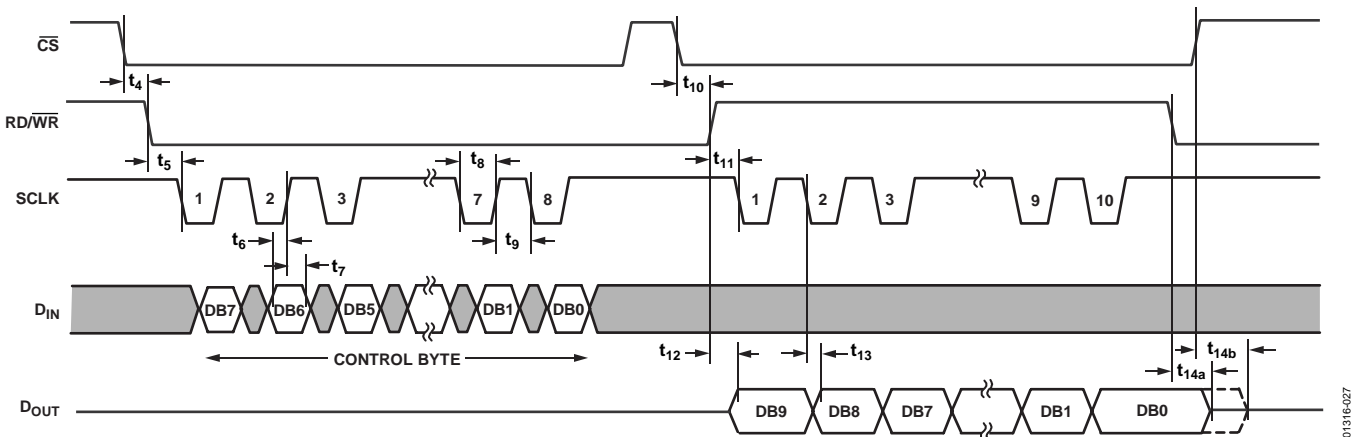 CS
t4
t10
RD/WR
t5
t8
t11
SCLK
1
2
3
7
8
1
2
3
9
10
t6
t9
t7
DIN
DB7
DB6
DB5
DB1
DB0
CONTROL BYTE
t12
t13
t14b
t14a
DOUT
DB9
DB8
DB7
DB1
DB0
01316-027